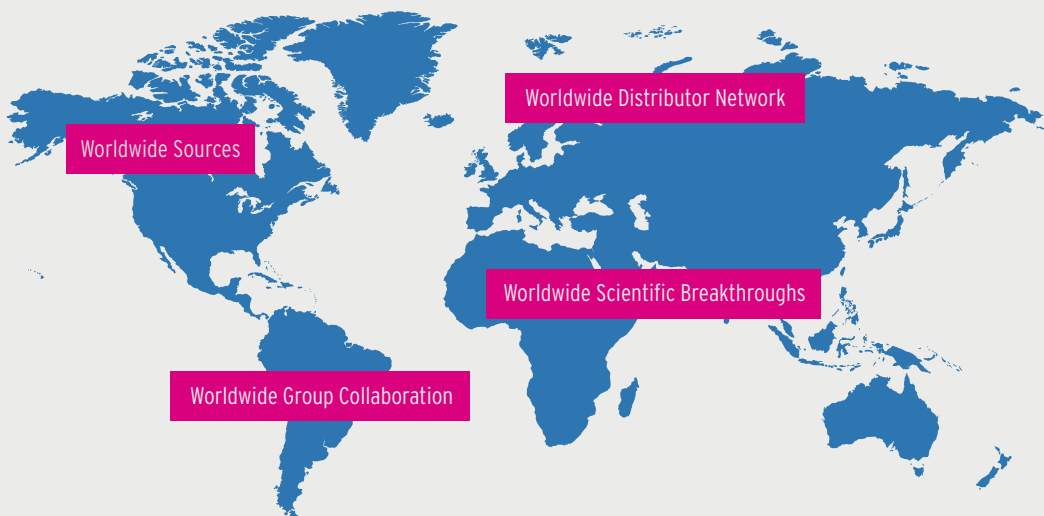 Worldwide Distributor Network
Worldwide Sources
Worldwide Scientific Breakthroughs
Worldwide Group Collaboration